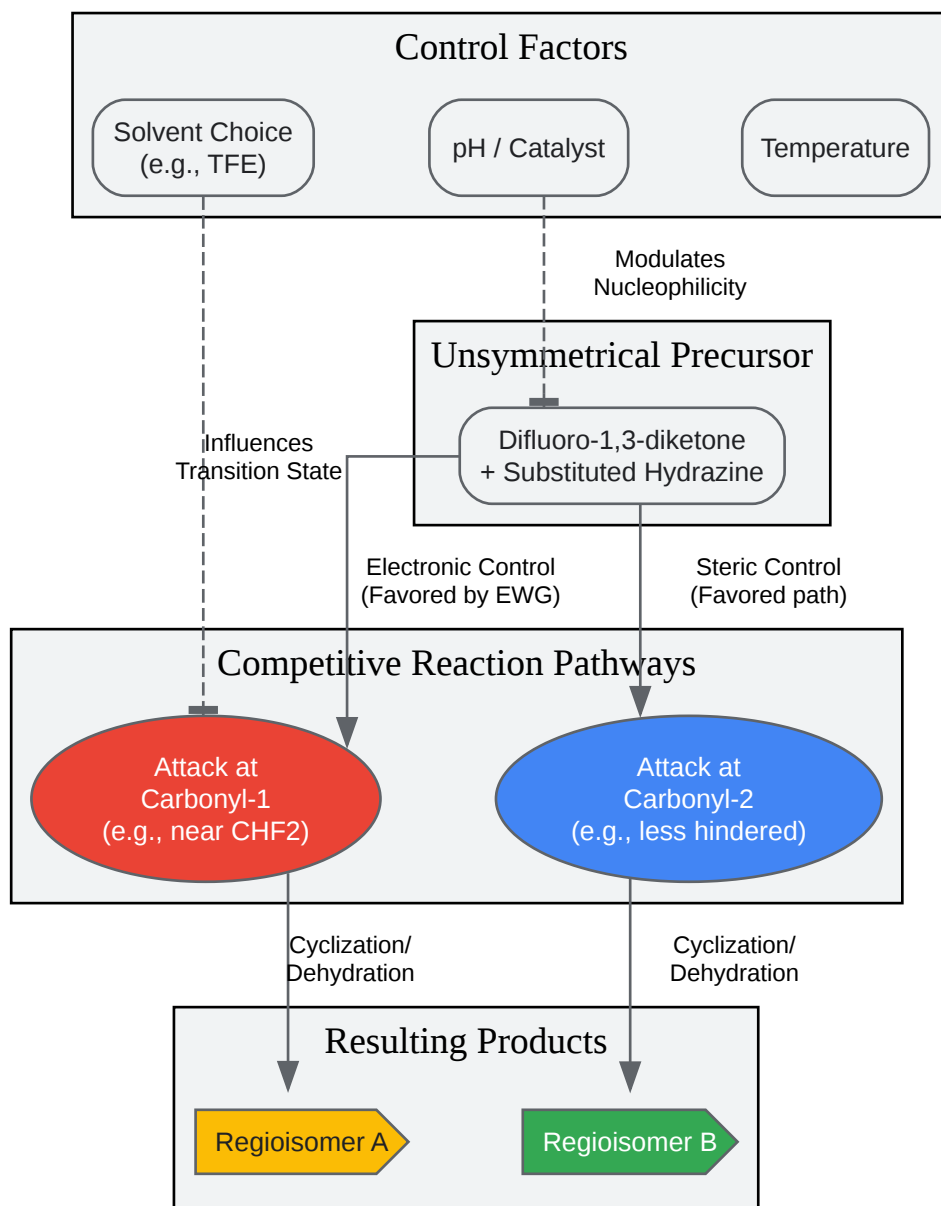 Control Factors
Solvent Choice
(e.g., TFE)
pH / Catalyst
Temperature
Modulates
Nucleophilicity
Unsymmetrical Precursor
Difluoro-1,3-diketone
+ Substituted Hydrazine
Influences
Transition State
Electronic Control
(Favored by EWG)
Steric Control
(Favored path)
Competitive Reaction Pathways
Attack at
Carbonyl-1
(e.g., near CHF2)
Attack at
Carbonyl-2
(e.g., less hindered)
Cyclization/
Dehydration
Cyclization/
Dehydration
Resulting Products
Regioisomer A
Regioisomer B